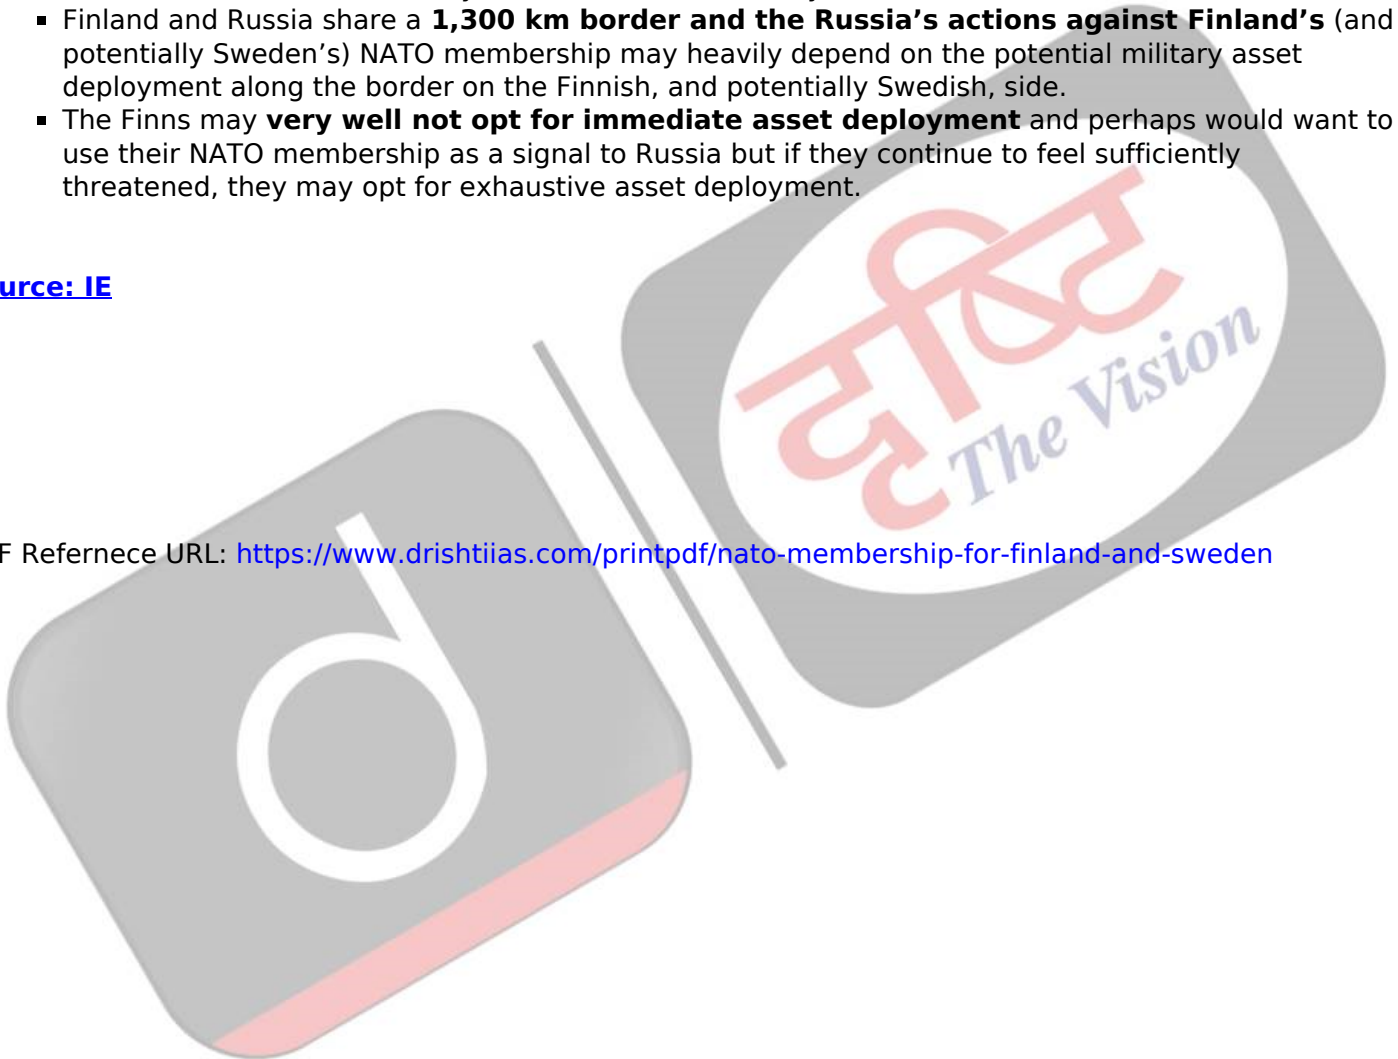 Finland and Russia share a 1,300 km border and the Russia’s actions against Finland’s (and
potentially Sweden’s) NATO membership may heavily depend on the potential military asset
deployment along the border on the Finnish, and potentially Swedish, side.
The Finns may very well not opt for immediate asset deployment and perhaps would want to
use their NATO membership as a signal to Russia but if they continue to feel sufficiently
threatened, they may opt for exhaustive asset deployment.
urce: IE
दृष्टि
The Vision
d
F Refernece URL: https://www.drishtiias.com/printpdf/nato-membership-for-finland-and-sweden